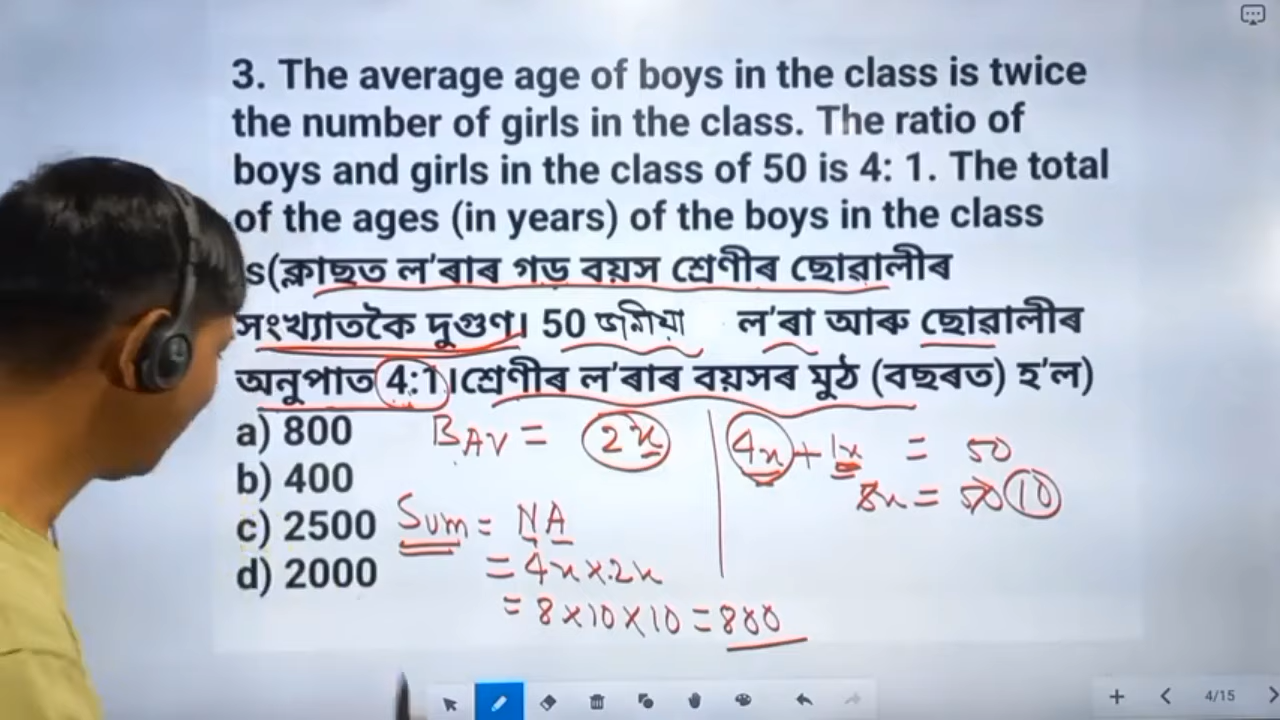 3. The average age of boys in the class is twice
the number of girls in the class. The ratio of
boys and girls in the class of 50 is 4: 1. The total
of the ages (in years) of the boys in the class
s(ক্লাছত ল'ৰাৰ গড় বয়স শ্ৰেণীৰ ছোৱালীৰ
সংখ্যাতকৈ দুগুণ। 50 জনীয়া ল'ৰা আৰু ছোৱালীৰ
অনুপাত 4:1।শ্ৰেণীৰ ল'ৰাৰ বয়সৰ মুঠ (বছৰত) হ'ল)
a) 800
b) 400
c) 2500
d) 2000
BAV = 2x
Sum = NA
= 4x x 2x
= 8 x 10 x 10 = 800
4x + 1x = 50
5x = 50 10
4/15